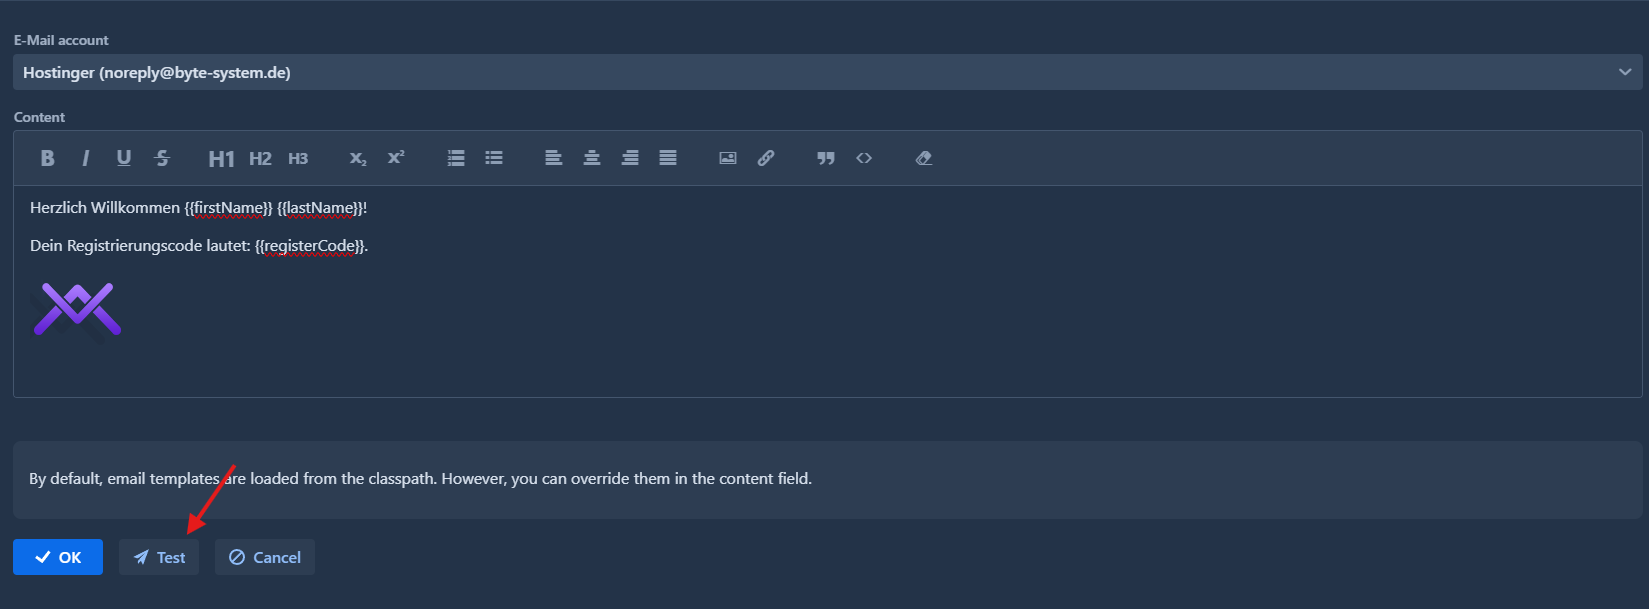 E-Mail account
Hostinger (noreply@byte-system.de)
Content
B I U S H1 H2 H3 X₂ X²
Herzlich Willkommen {{firstName}} {{lastName}}!
Dein Registrierungscode lautet: {{registerCode}}.
By default, email templates are loaded from the classpath. However, you can override them in the content field.
OK Test Cancel